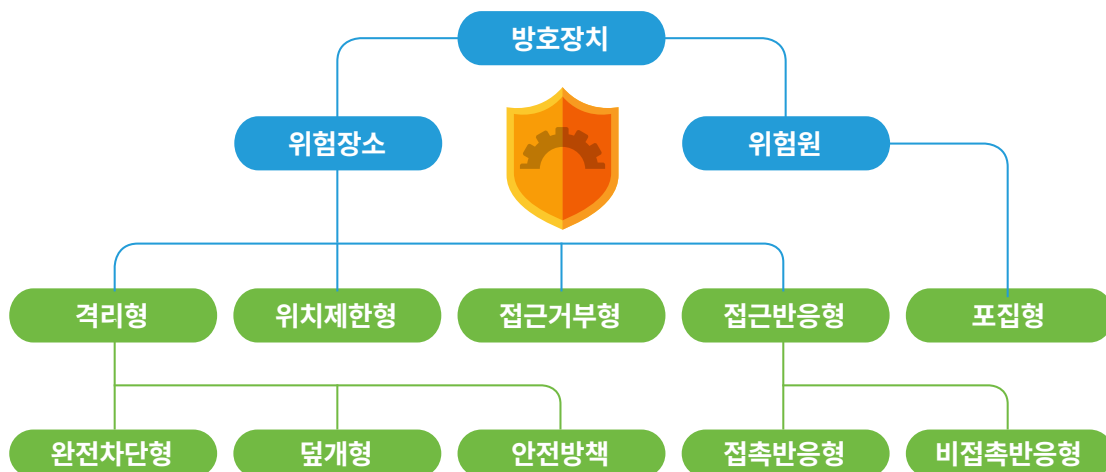 방호장치
위험장소
위험원
격리형
위치제한형
접근거부형
접근반응형
포집형
완전차단형
덮개형
안전방책
접촉반응형
비접촉반응형